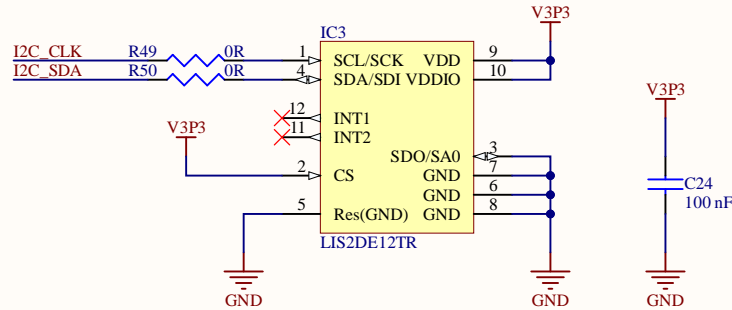 V3P3
IC3
I2C_CLK R49 0R 1 SCL/SCK VDD 9
I2C_SDA R50 0R 4 SDA/SDI VDDIO 10
V3P3
12 INT1
V3P3 11 INT2
3 SDO/SA0
2 CS GND 7
C24
GND 6
100 nF
5 Res(GND) GND 8
LIS2DE12TR
GND GND GND